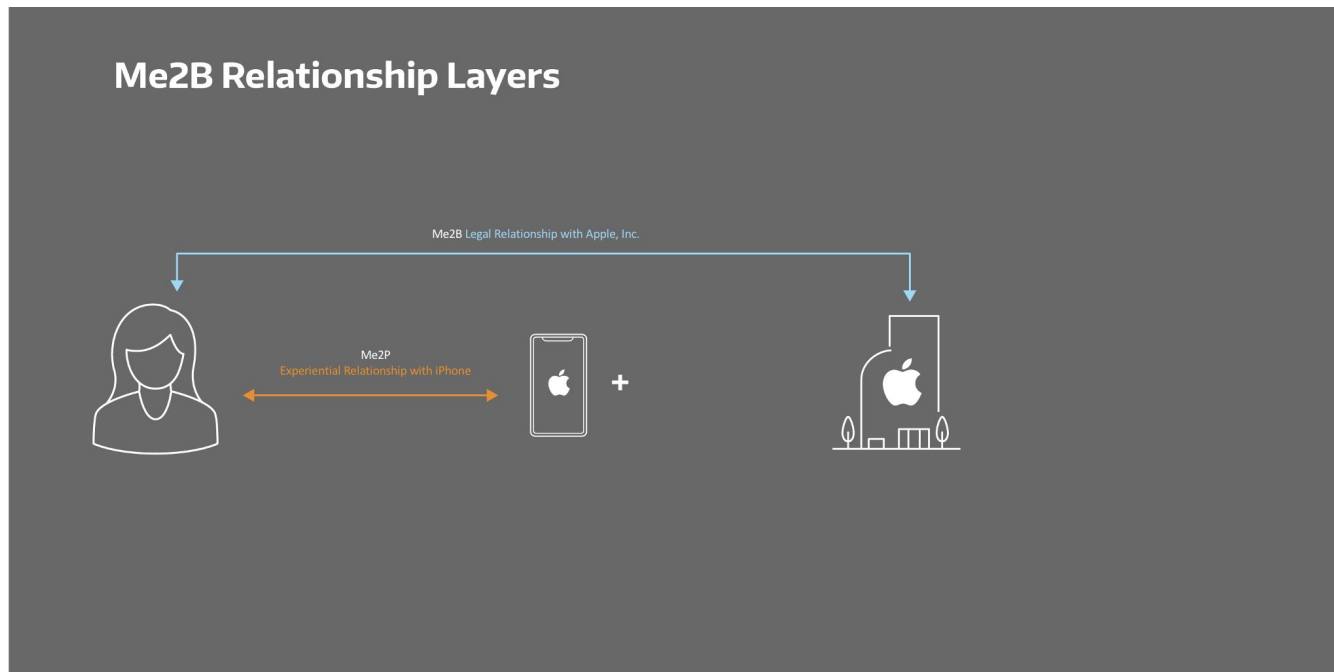 Me2B Relationship Layers
Me2B Legal Relationship with Apple, Inc.
Me2P
Experiential Relationship with iPhone
+